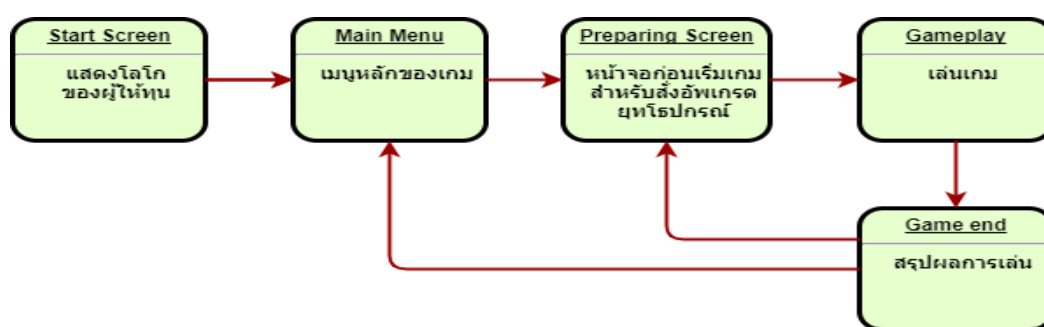 Start Screen
แสดงโลโก
ของผู้ให้ทุน
Main Menu
เมนูหลักของเกม
Preparing Screen
หน้าจอก่อนเริ่มเกม
สำหรับสั่งอัพเกรด
ยุทโธปกรณ์
Gameplay
เล่นเกม
Game end
สรุปผลการเล่น